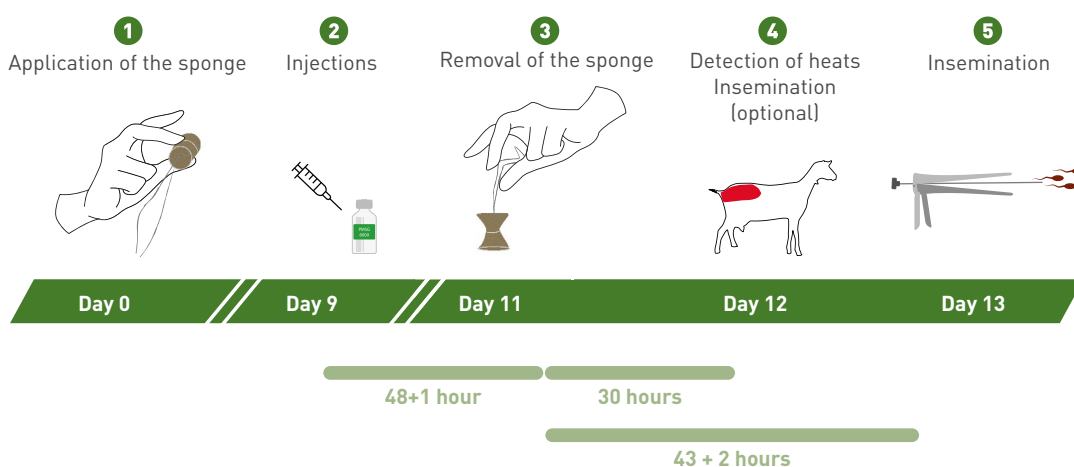 1
Application of the sponge
2
Injections
3
Removal of the sponge
4
Detection of heats
Insemination
(optional)
5
Insemination
PMSG
6000
Day 0
Day 9
Day 11
Day 12
Day 13
48+1 hour
30 hours
43 + 2 hours